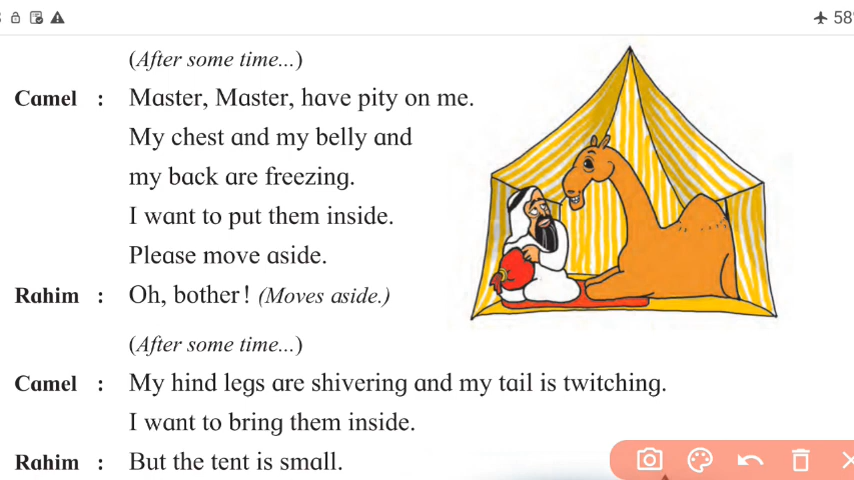 58
(After some time...)
Camel : Master, Master, have pity on me.
My chest and my belly and
my back are freezing.
I want to put them inside.
Please move aside.
Rahim : Oh, bother! (Moves aside.)
(After some time...)
Camel : My hind legs are shivering and my tail is twitching.
I want to bring them inside.
Rahim : But the tent is small.